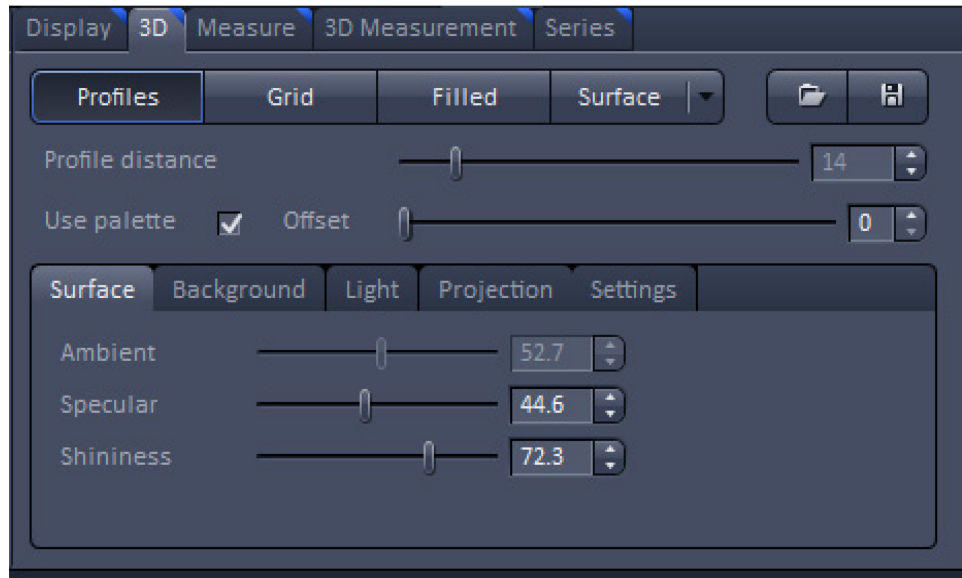 Display 3D Measure 3D Measurement Series
Profiles Grid Filled Surface
Profile distance 14
Use palette Offset 0
Surface Background Light Projection Settings
Ambient 52.7
Specular 44.6
Shininess 72.3